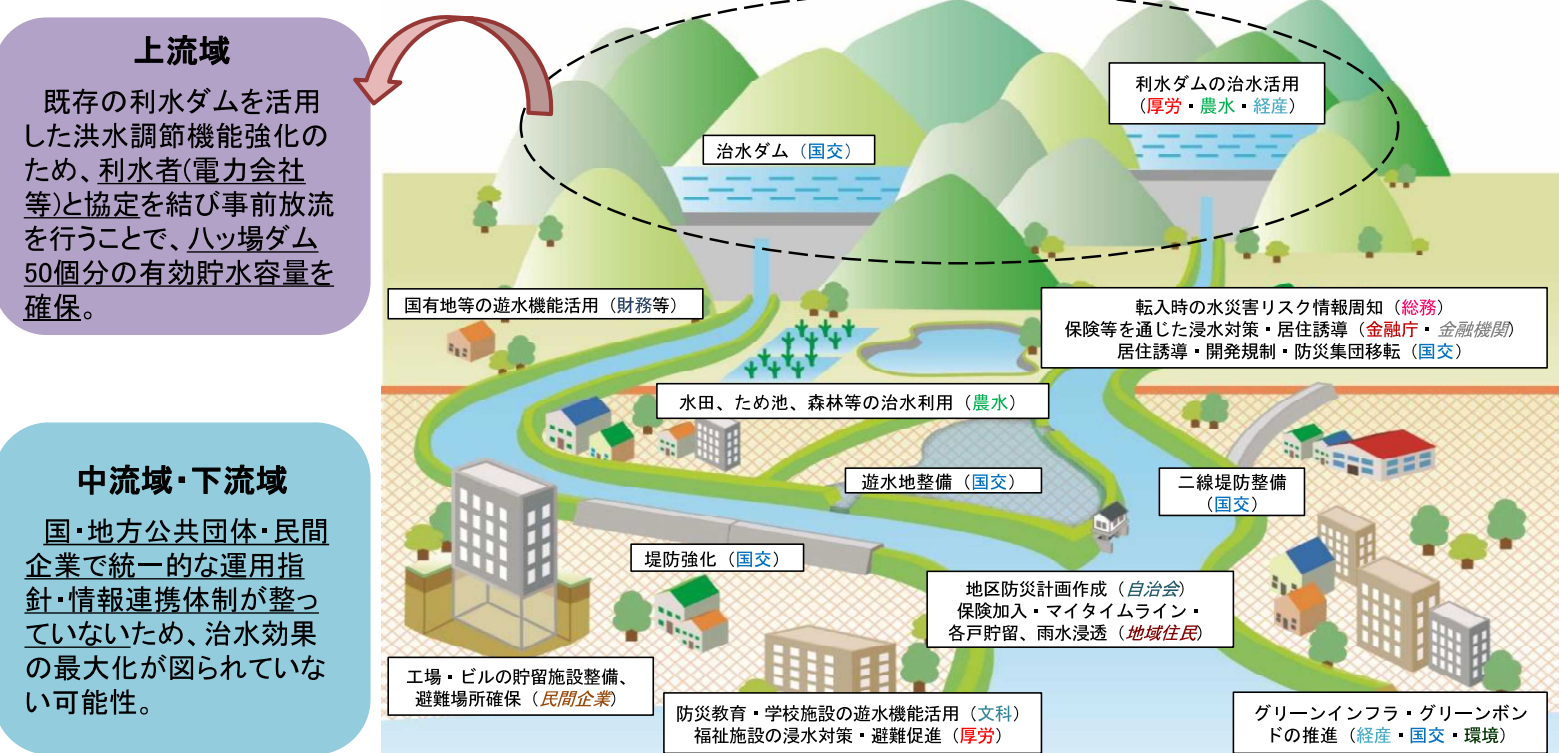 上流域
既存の利水ダムを活用
した洪水調節機能強化の
ため、利水者(電力会社
等)と協定を結び事前放流
を行うことで、八ッ場ダム
50個分の有効貯水容量を
確保。
中流域・下流域
国・地方公共団体・民間
企業で統一的な運用指
針・情報連携体制が整っ
ていないため、治水効果
の最大化が図られていな
い可能性。
利水ダムの治水活用
（厚労・農水・経産）
治水ダム（国交）
国有地等の遊水機能活用（財務等）
転入時の水災害リスク情報周知（総務）
保険等を通じた浸水対策・居住誘導（金融庁・金融機関）
居住誘導・開発規制・防災集団移転（国交）
水田、ため池、森林等の治水利用（農水）
遊水地整備（国交）
二線堤防整備
（国交）
堤防強化（国交）
地区防災計画作成（自治会）
保険加入・マイタイムライン・
各戸貯留、雨水浸透（地域住民）
工場・ビルの貯留施設整備、
避難場所確保（民間企業）
防災教育・学校施設の遊水機能活用（文科）
福祉施設の浸水対策・避難促進（厚労）
グリーンインフラ・グリーンボン
ドの推進（経産・国交・環境）